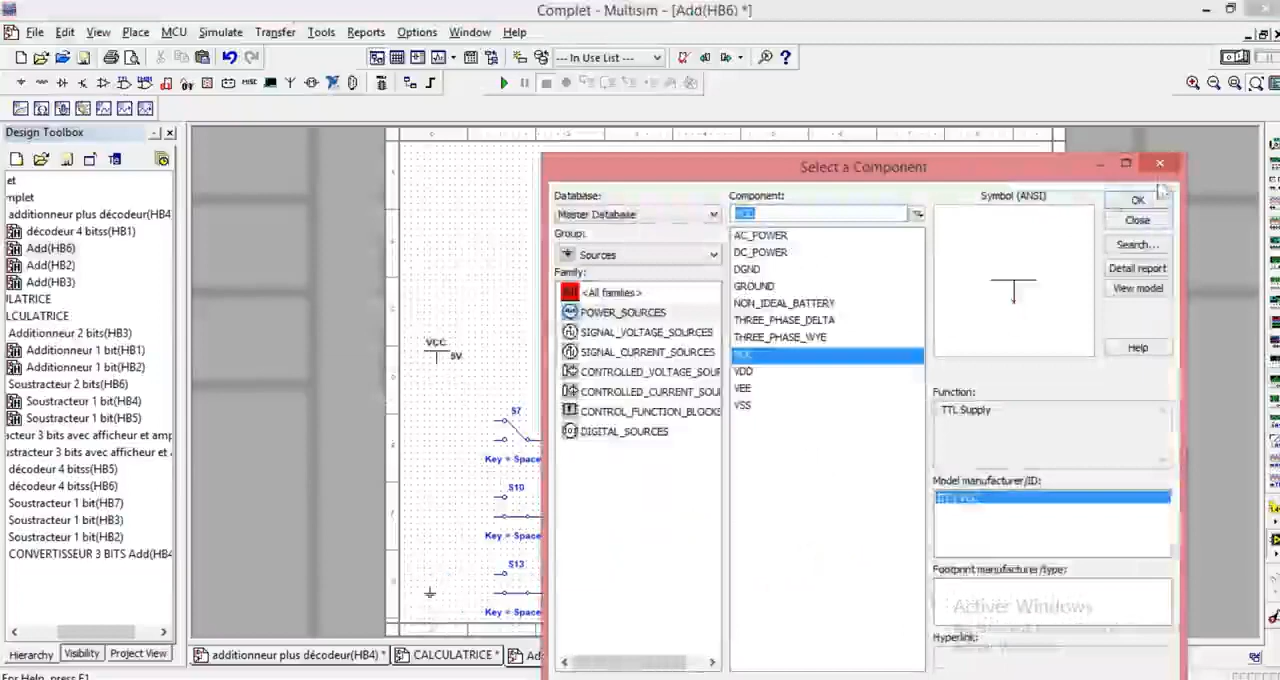 Complet - Multisim - [Add(HB6) *]
File Edit View Place MCU Simulate Transfer Tools Reports Options Window Help
--- In Use List ---
Design Toolbox
et
mplet
additionneur plus décodeur(HB4
décodeur 4 bitss(HB1)
Add(HB6)
Add(HB2)
Add(HB3)
LATRICE
LCULATRICE
Additionneur 2 bits(HB3)
Additionneur 1 bit(HB1)
Additionneur 1 bit(HB2)
Soustracteur 2 bits(HB6)
Soustracteur 1 bit(HB4)
Soustracteur 1 bit(HB5)
acteur 3 bits avec afficheur et amp
ustracteur 3 bits avec afficheur et
décodeur 4 bits(HB5)
décodeur 4 bits(HB6)
Soustracteur 1 bit(HB7)
Soustracteur 1 bit(HB3)
Soustracteur 1 bit(HB2)
CONVERTISSEUR 3 BITS Add(HB4
Hierarchy Visibility Project View
For Help, press F1
VCC
5V
S7
Key = Space
S10
Key = Space
S13
Key = Space
additionneur plus décodeur(HB4) * CALCULATRICE *
Select a Component
Database:
Master Database
Group:
Sources
Family:
<All families>
POWER_SOURCES
SIGNAL_VOLTAGE_SOURCES
SIGNAL_CURRENT_SOURCES
CONTROLLED_VOLTAGE_SOUF
CONTROLLED_CURRENT_SOU
CONTROL_FUNCTION_BLOCKS
DIGITAL_SOURCES
Component:
AC_POWER
DC_POWER
DGND
GROUND
NON_IDEAL_BATTERY
THREE_PHASE_DELTA
THREE_PHASE_WYE
VDD
VEE
VSS
Symbol (ANSI)
OK
Close
Search...
Detail report
View model
Help
Function:
TTL Supply
Model manufacturer/ID:
Footprint manufacturer/type:
Activer Windows
Hyperlink: